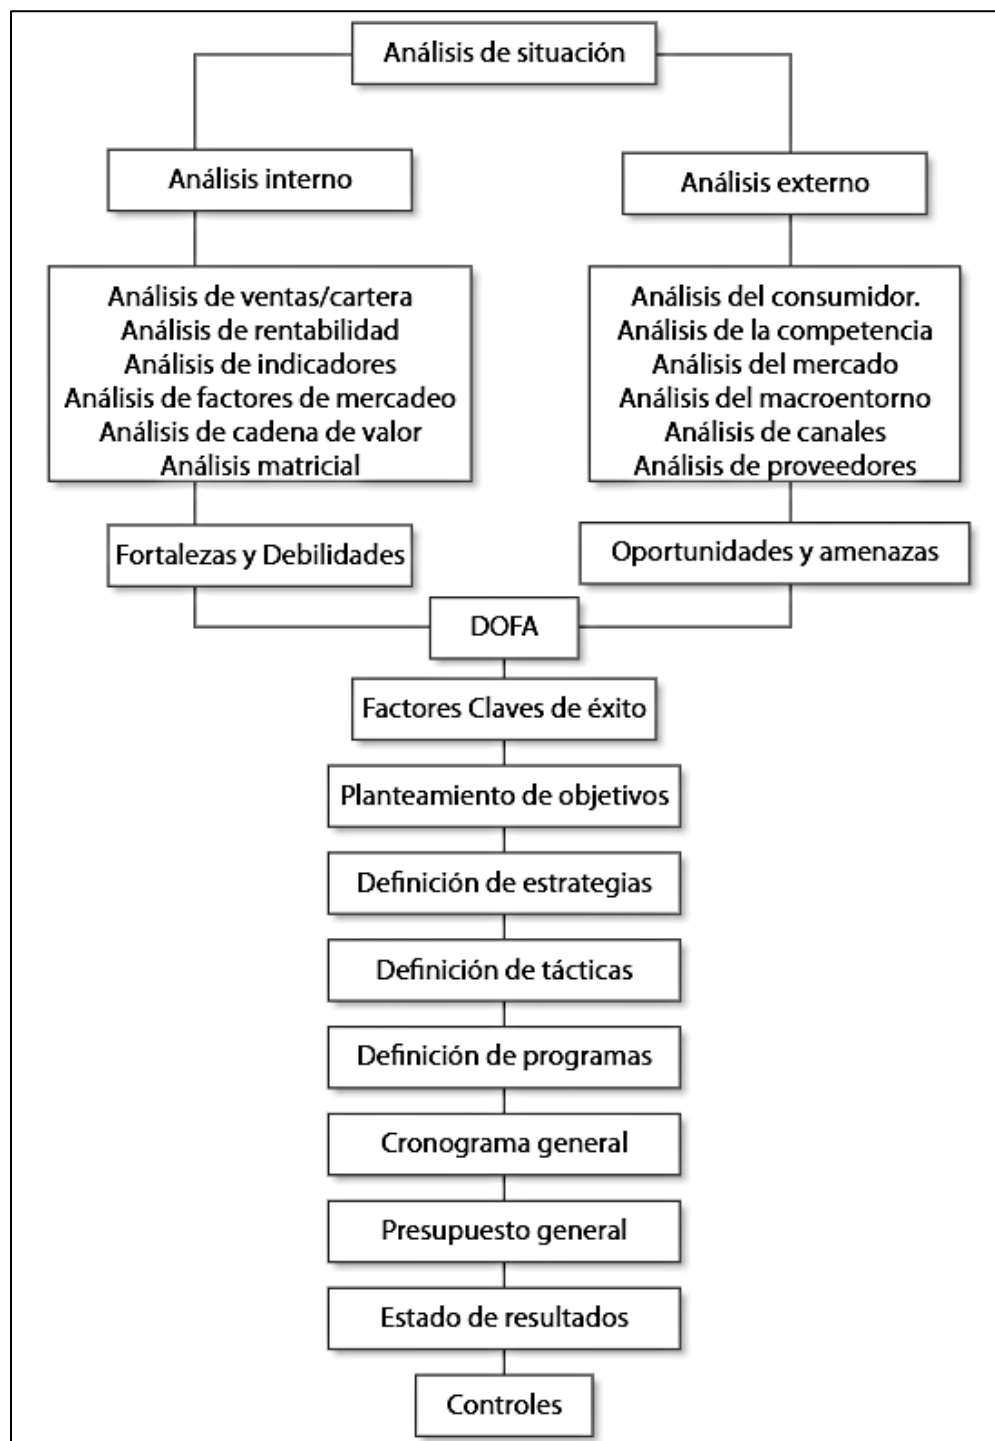 Análisis de situación
Análisis interno
Análisis externo
Análisis de ventas/cartera
Análisis de rentabilidad
Análisis de indicadores
Análisis de factores de mercadeo
Análisis de cadena de valor
Análisis matricial
Análisis del consumidor.
Análisis de la competencia
Análisis del mercado
Análisis del macroentorno
Análisis de canales
Análisis de proveedores
Fortalezas y Debilidades
Oportunidades y amenazas
DOFA
Factores Claves de éxito
Planteamiento de objetivos
Definición de estrategias
Definición de tácticas
Definición de programas
Cronograma general
Presupuesto general
Estado de resultados
Controles